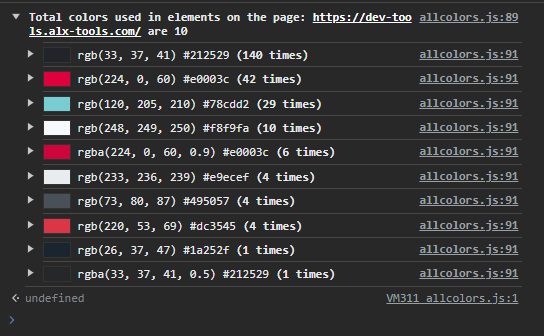 Total colors used in elements on the page: https://dev-too allcolors.js:89
ls.alx-tools.com/ are 10
rgb(33, 37, 41) #212529 (140 times) allcolors.js:91
rgb(224, 0, 60) #e0003c (42 times) allcolors.js:91
rgb(120, 205, 210) #78cdd2 (29 times) allcolors.js:91
rgb(248, 249, 250) #f8f9fa (10 times) allcolors.js:91
rgba(224, 0, 60, 0.9) #e0003c (6 times) allcolors.js:91
rgb(233, 236, 239) #e9ecef (4 times) allcolors.js:91
rgb(73, 80, 87) #495057 (4 times) allcolors.js:91
rgb(220, 53, 69) #dc3545 (4 times) allcolors.js:91
rgb(26, 37, 47) #1a252f (1 times) allcolors.js:91
rgba(33, 37, 41, 0.5) #212529 (1 times) allcolors.js:91
undefined VM311 allcolors.js:1